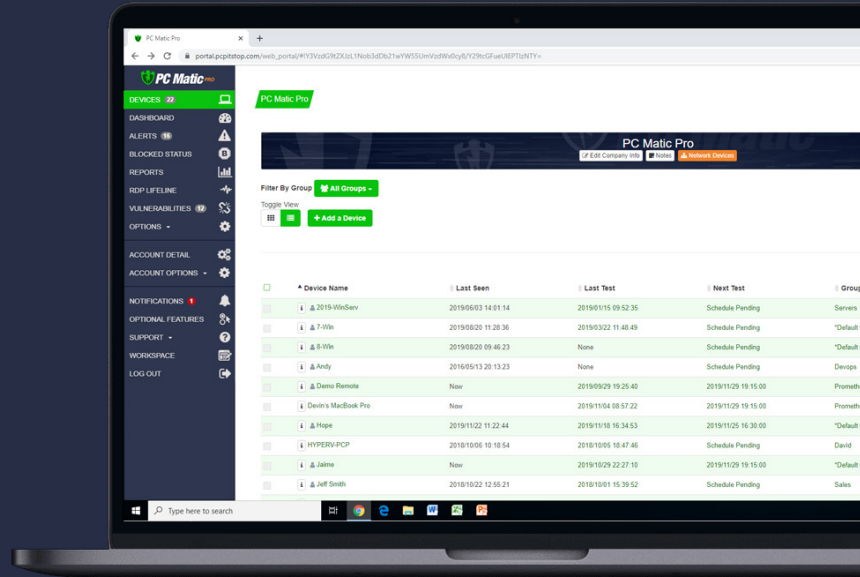 PC Matic Pro
portal.pcpitstop.com/web_portal/
PC Matic PRO
DEVICES 22
DASHBOARD
ALERTS 16
BLOCKED STATUS B
REPORTS
RDP LIFELINE
VULNERABILITIES 12
OPTIONS
ACCOUNT DETAIL
ACCOUNT OPTIONS
NOTIFICATIONS 1
OPTIONAL FEATURES
SUPPORT
WORKSPACE
LOG OUT
PC Matic Pro
PC Matic Pro
Edit Company Info Notes Network Devices
Filter By Group All Groups
Toggle View
+ Add a Device
Device Name Last Seen Last Test Next Test Group
2019-WinServ 2019/06/03 14:01:14 2019/01/15 09:52:35 Schedule Pending Servers
7-Win 2019/08/20 11:28:36 2019/03/22 11:48:49 Schedule Pending "Default
8-Win 2019/08/20 09:46:23 None Schedule Pending "Default
Andy 2016/05/13 20:13:23 None Schedule Pending Devops
Demo Remote Now 2019/09/29 19:25:40 2019/11/29 19:15:00 Prometh
Devin's MacBook Pro Now 2019/11/04 08:57:22 2019/11/29 19:15:00 Prometh
Hope 2019/11/22 11:22:44 2019/11/18 16:34:53 2019/11/25 16:30:00 "Default
HYPERV-PCP 2018/10/06 10:18:54 2018/10/05 10:47:46 Schedule Pending David
Jaime Now 2019/10/29 22:27:10 2019/11/29 19:15:00 "Default
Jeff Smith 2018/10/22 12:55:21 2018/10/01 15:39:52 Schedule Pending Sales
Type here to search